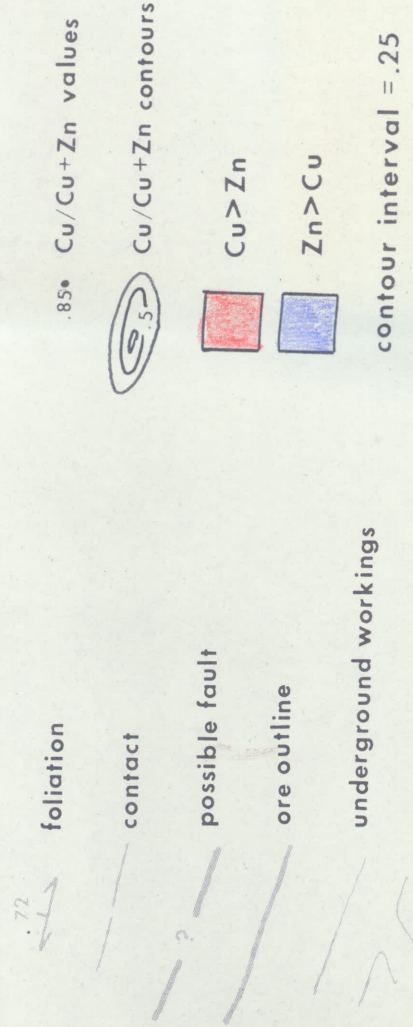 .72
foliation
contact
?
possible fault
ore outline
underground workings
.85• Cu/Cu+Zn values
.5 Cu/Cu+Zn contours
Cu>Zn
Zn>Cu
contour interval = .25